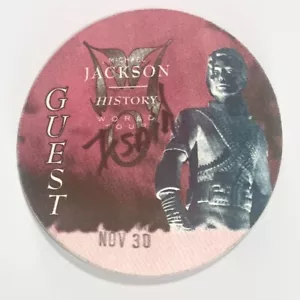 MICHAEL
JACKSON
HISTORY
WORLD
TOUR
GUEST
NOV 30